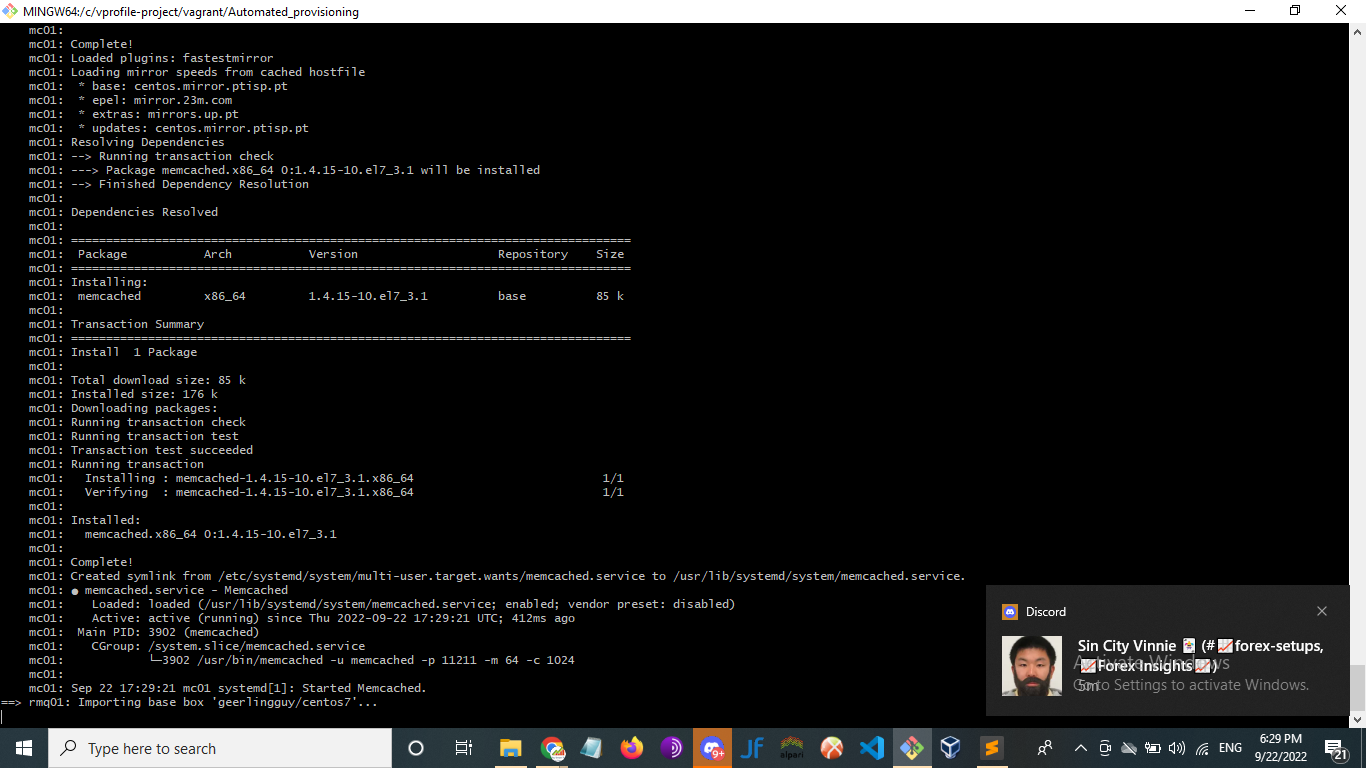 MINGW64:/c/vprofile-project/vagrant/Automated_provisioning
mc01:
mc01: Complete!
mc01: Loaded plugins: fastestmirror
mc01: Loading mirror speeds from cached hostfile
mc01:  * base: centos.mirror.ptisp.pt
mc01:  * epel: mirror.23m.com
mc01:  * extras: mirrors.up.pt
mc01:  * updates: centos.mirror.ptisp.pt
mc01: Resolving Dependencies
mc01: --> Running transaction check
mc01: ---> Package memcached.x86_64 0:1.4.15-10.el7_3.1 will be installed
mc01: --> Finished Dependency Resolution
mc01:
mc01: Dependencies Resolved
mc01:
mc01: ================================================================================
mc01:  Package           Arch           Version                    Repository    Size
mc01: ================================================================================
mc01: Installing:
mc01:  memcached         x86_64         1.4.15-10.el7_3.1          base          85 k
mc01:
mc01: Transaction Summary
mc01: ================================================================================
mc01: Install  1 Package
mc01:
mc01: Total download size: 85 k
mc01: Installed size: 176 k
mc01: Downloading packages:
mc01: Running transaction check
mc01: Running transaction test
mc01: Transaction test succeeded
mc01: Running transaction
mc01:   Installing : memcached-1.4.15-10.el7_3.1.x86_64                           1/1
mc01:   Verifying  : memcached-1.4.15-10.el7_3.1.x86_64                           1/1
mc01:
mc01: Installed:
mc01:   memcached.x86_64 0:1.4.15-10.el7_3.1
mc01:
mc01: Complete!
mc01: Created symlink from /etc/systemd/system/multi-user.target.wants/memcached.service to /usr/lib/systemd/system/memcached.service.
mc01: ● memcached.service - Memcached
mc01:    Loaded: loaded (/usr/lib/systemd/system/memcached.service; enabled; vendor preset: disabled)
mc01:    Active: active (running) since Thu 2022-09-22 17:29:21 UTC; 412ms ago
mc01:  Main PID: 3902 (memcached)
mc01:    CGroup: /system.slice/memcached.service
mc01:            └─3902 /usr/bin/memcached -u memcached -p 11211 -m 64 -c 1024
mc01:
mc01: Sep 22 17:29:21 mc01 systemd[1]: Started Memcached.
==> rmq01: Importing base box 'geerlingguy/centos7'...
Discord
Sin City Vinnie 🃏 (#📈forex-setups,
📈Forex Insights📈)
5m
Activate Windows
Go to Settings to activate Windows.
Type here to search
9+
JF
elpari
ENG
6:29 PM
9/22/2022
21